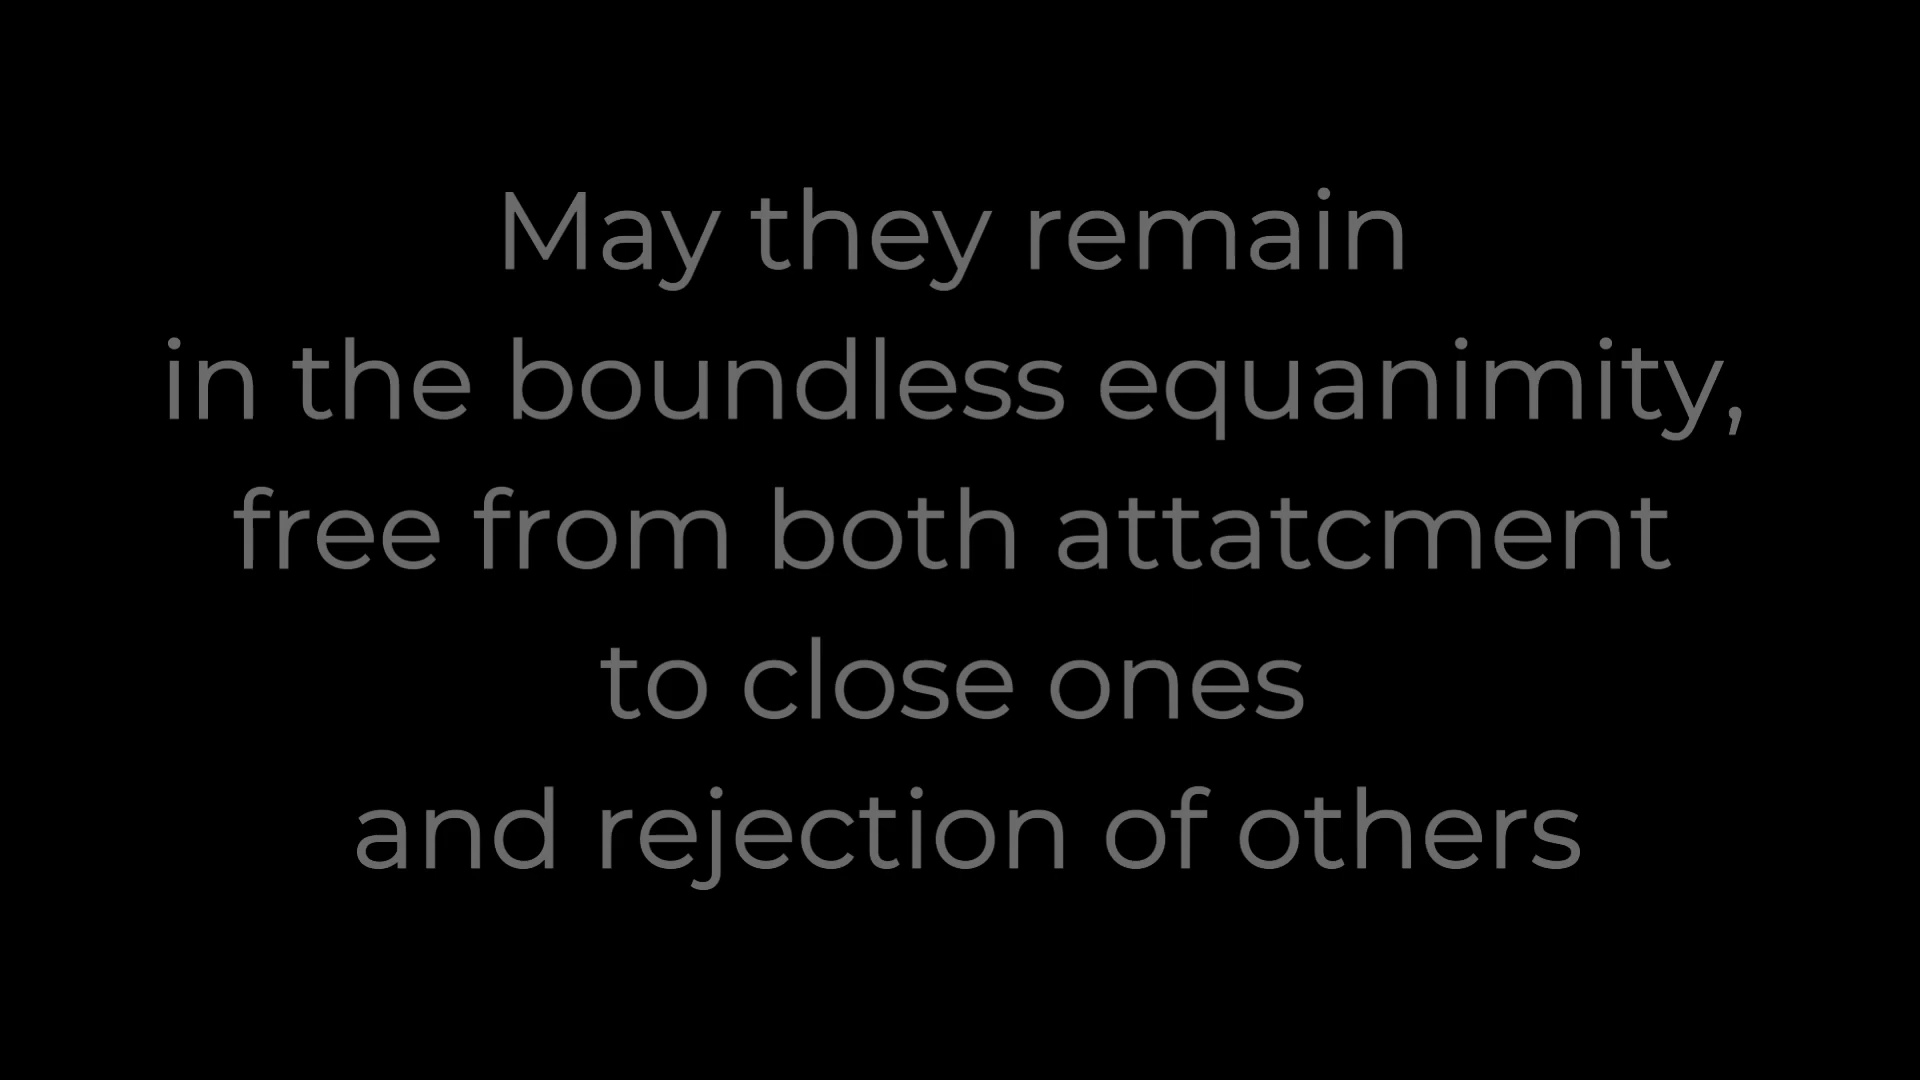 May they remain
in the boundless equanimity,
free from both attatcment
to close ones
and rejection of others